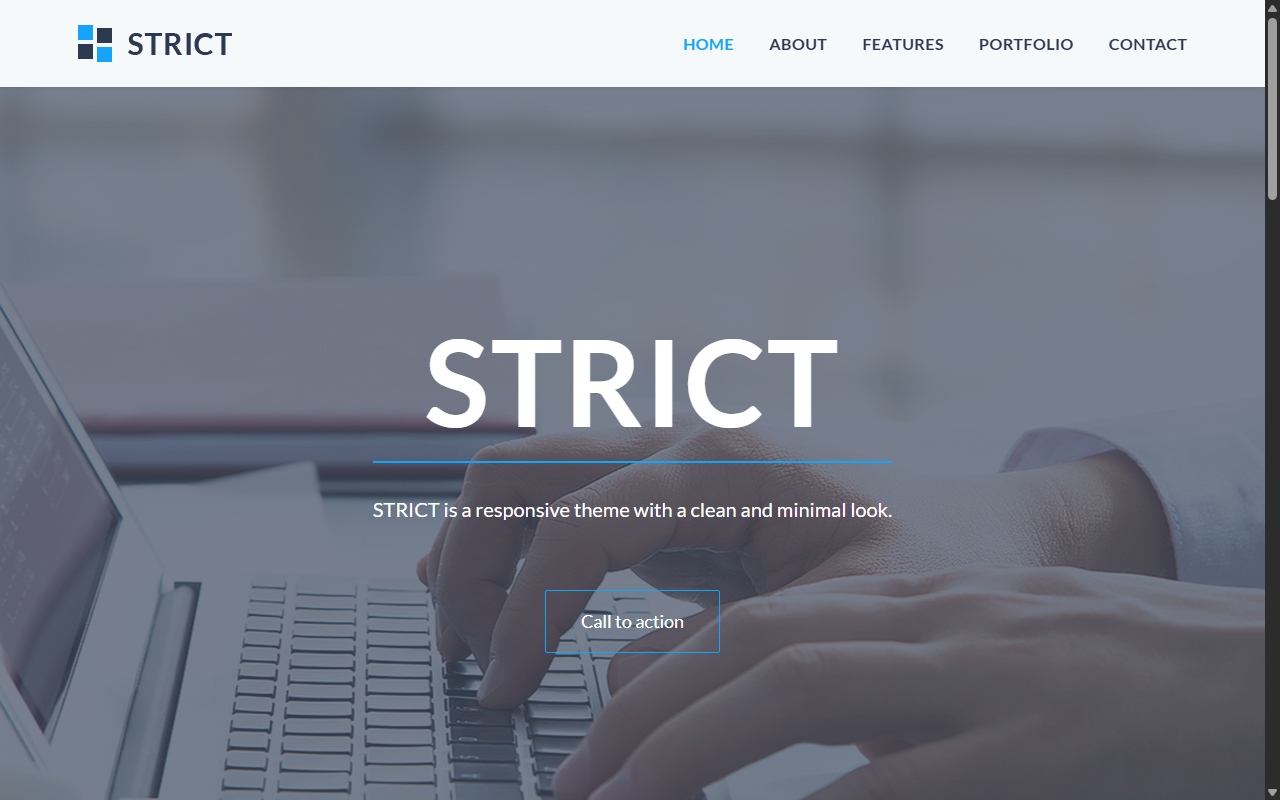 STRICT
HOME ABOUT FEATURES PORTFOLIO CONTACT
STRICT
STRICT is a responsive theme with a clean and minimal look.
Call to action